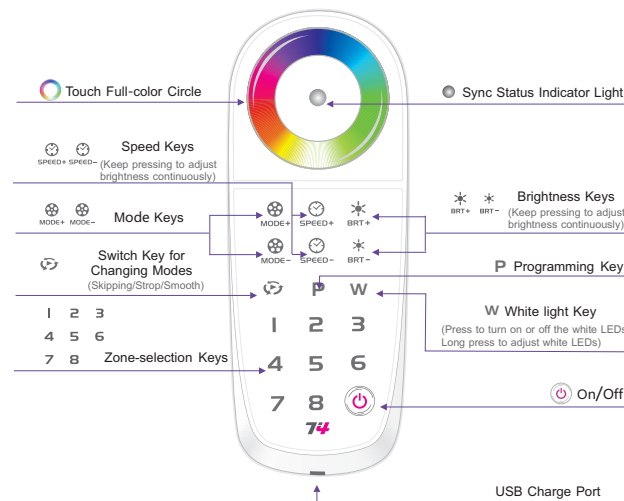 Touch Full-color Circle
Sync Status Indicator Light
SPEED+ SPEED−
Speed Keys
(Keep pressing to adjust
brightness continuously)
MODE+ MODE−
Mode Keys
Switch Key for
Changing Modes
(Skipping/Strop/Smooth)
1 2 3
4 5 6
7 8 Zone-selection Keys
MODE+ SPEED+ BRT+
MODE− SPEED− BRT−
P W
1 2 3
4 5 6
7 8
74
BRT+ BRT−
Brightness Keys
(Keep pressing to adjust
brightness continuously)
P Programming Key
W White light Key
(Press to turn on or off the white LEDs
Long press to adjust white LEDs)
On/Off
USB Charge Port